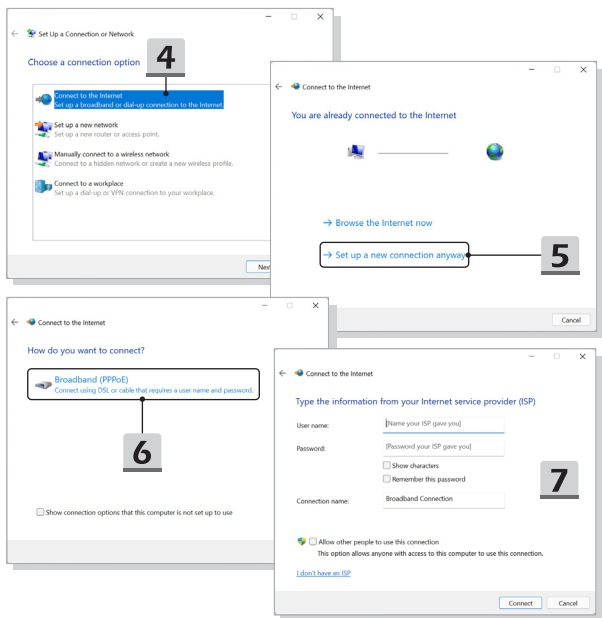 Set Up a Connection or Network
Choose a connection option
4
Connect to the Internet
Set up a broadband or dial-up connection to the Internet.
Set up a new network
Set up a new router or access point.
Manually connect to a wireless network
Connect to a hidden network or create a new wireless profile.
Connect to a workplace
Set up a dial-up or VPN connection to your workplace.
Connect to the Internet
You are already connected to the Internet
→ Browse the Internet now
→ Set up a new connection anyway
5
Cancel
Connect to the Internet
How do you want to connect?
Broadband (PPPoE)
Connect using DSL or cable that requires a user name and password.
6
Show connection options that this computer is not set up to use
Connect to the Internet
Type the information from your Internet service provider (ISP)
User name:
[Name your ISP gave you]
Password:
[Password your ISP gave you]
Show characters
Remember this password
7
Connection name:
Broadband Connection
Allow other people to use this connection
This option allows anyone with access to this computer to use this connection.
I don't have an ISP
Connect
Cancel